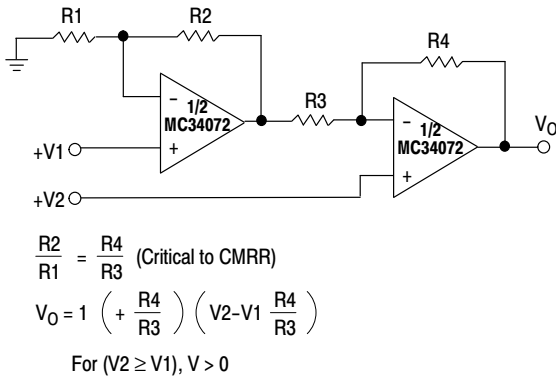 R1
R2
R4
R3
−
1/2
MC34072
+
−
1/2
MC34072
+
VO
+V1
+V2
R2/R1 = R4/R3 (Critical to CMRR)
VO = 1 ( + R4/R3 ) ( V2−V1 R4/R3 )
For (V2 ≥ V1), V > 0